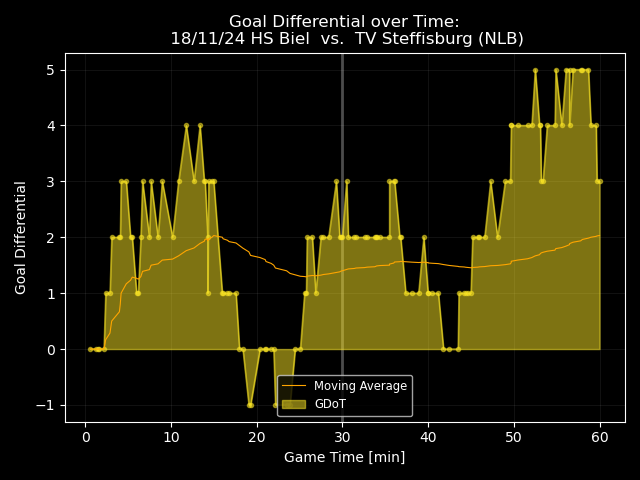 Goal Differential over Time:
18/11/24 HS Biel  vs.  TV Steffisburg (NLB)
Goal Differential
5
4
3
2
1
0
−1
Moving Average
GDoT
0 10 20 30 40 50 60
Game Time [min]